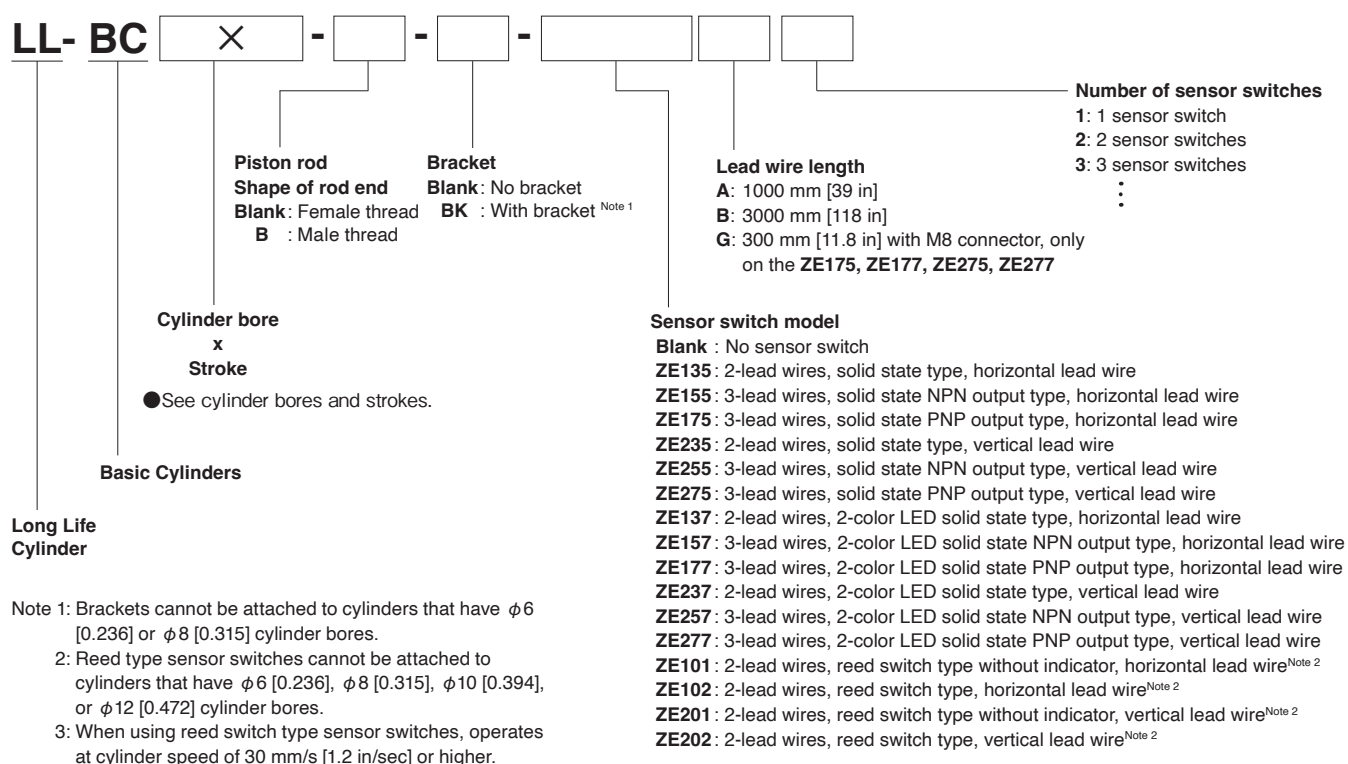 LL- BC × - - -
Number of sensor switches
1: 1 sensor switch
2: 2 sensor switches
3: 3 sensor switches
Piston rod
Shape of rod end
Blank: Female thread
B : Male thread
Bracket
Blank: No bracket
BK : With bracket Note 1
Lead wire length
A: 1000 mm [39 in]
B: 3000 mm [118 in]
G: 300 mm [11.8 in] with M8 connector, only
on the ZE175, ZE177, ZE275, ZE277
Cylinder bore
x
Stroke
●See cylinder bores and strokes.
Sensor switch model
Blank : No sensor switch
ZE135: 2-lead wires, solid state type, horizontal lead wire
ZE155: 3-lead wires, solid state NPN output type, horizontal lead wire
ZE175: 3-lead wires, solid state PNP output type, horizontal lead wire
ZE235: 2-lead wires, solid state type, vertical lead wire
ZE255: 3-lead wires, solid state NPN output type, vertical lead wire
ZE275: 3-lead wires, solid state PNP output type, vertical lead wire
ZE137: 2-lead wires, 2-color LED solid state type, horizontal lead wire
ZE157: 3-lead wires, 2-color LED solid state NPN output type, horizontal lead wire
ZE177: 3-lead wires, 2-color LED solid state PNP output type, horizontal lead wire
ZE237: 2-lead wires, 2-color LED solid state type, vertical lead wire
ZE257: 3-lead wires, 2-color LED solid state NPN output type, vertical lead wire
ZE277: 3-lead wires, 2-color LED solid state PNP output type, vertical lead wire
ZE101: 2-lead wires, reed switch type without indicator, horizontal lead wire Note 2
ZE102: 2-lead wires, reed switch type, horizontal lead wire Note 2
ZE201: 2-lead wires, reed switch type without indicator, vertical lead wire Note 2
ZE202: 2-lead wires, reed switch type, vertical lead wire Note 2
Basic Cylinders
Long Life
Cylinder
Note 1: Brackets cannot be attached to cylinders that have φ6
[0.236] or φ8 [0.315] cylinder bores.
2: Reed type sensor switches cannot be attached to
cylinders that have φ6 [0.236], φ8 [0.315], φ10 [0.394],
or φ12 [0.472] cylinder bores.
3: When using reed switch type sensor switches, operates
at cylinder speed of 30 mm/s [1.2 in/sec] or higher.